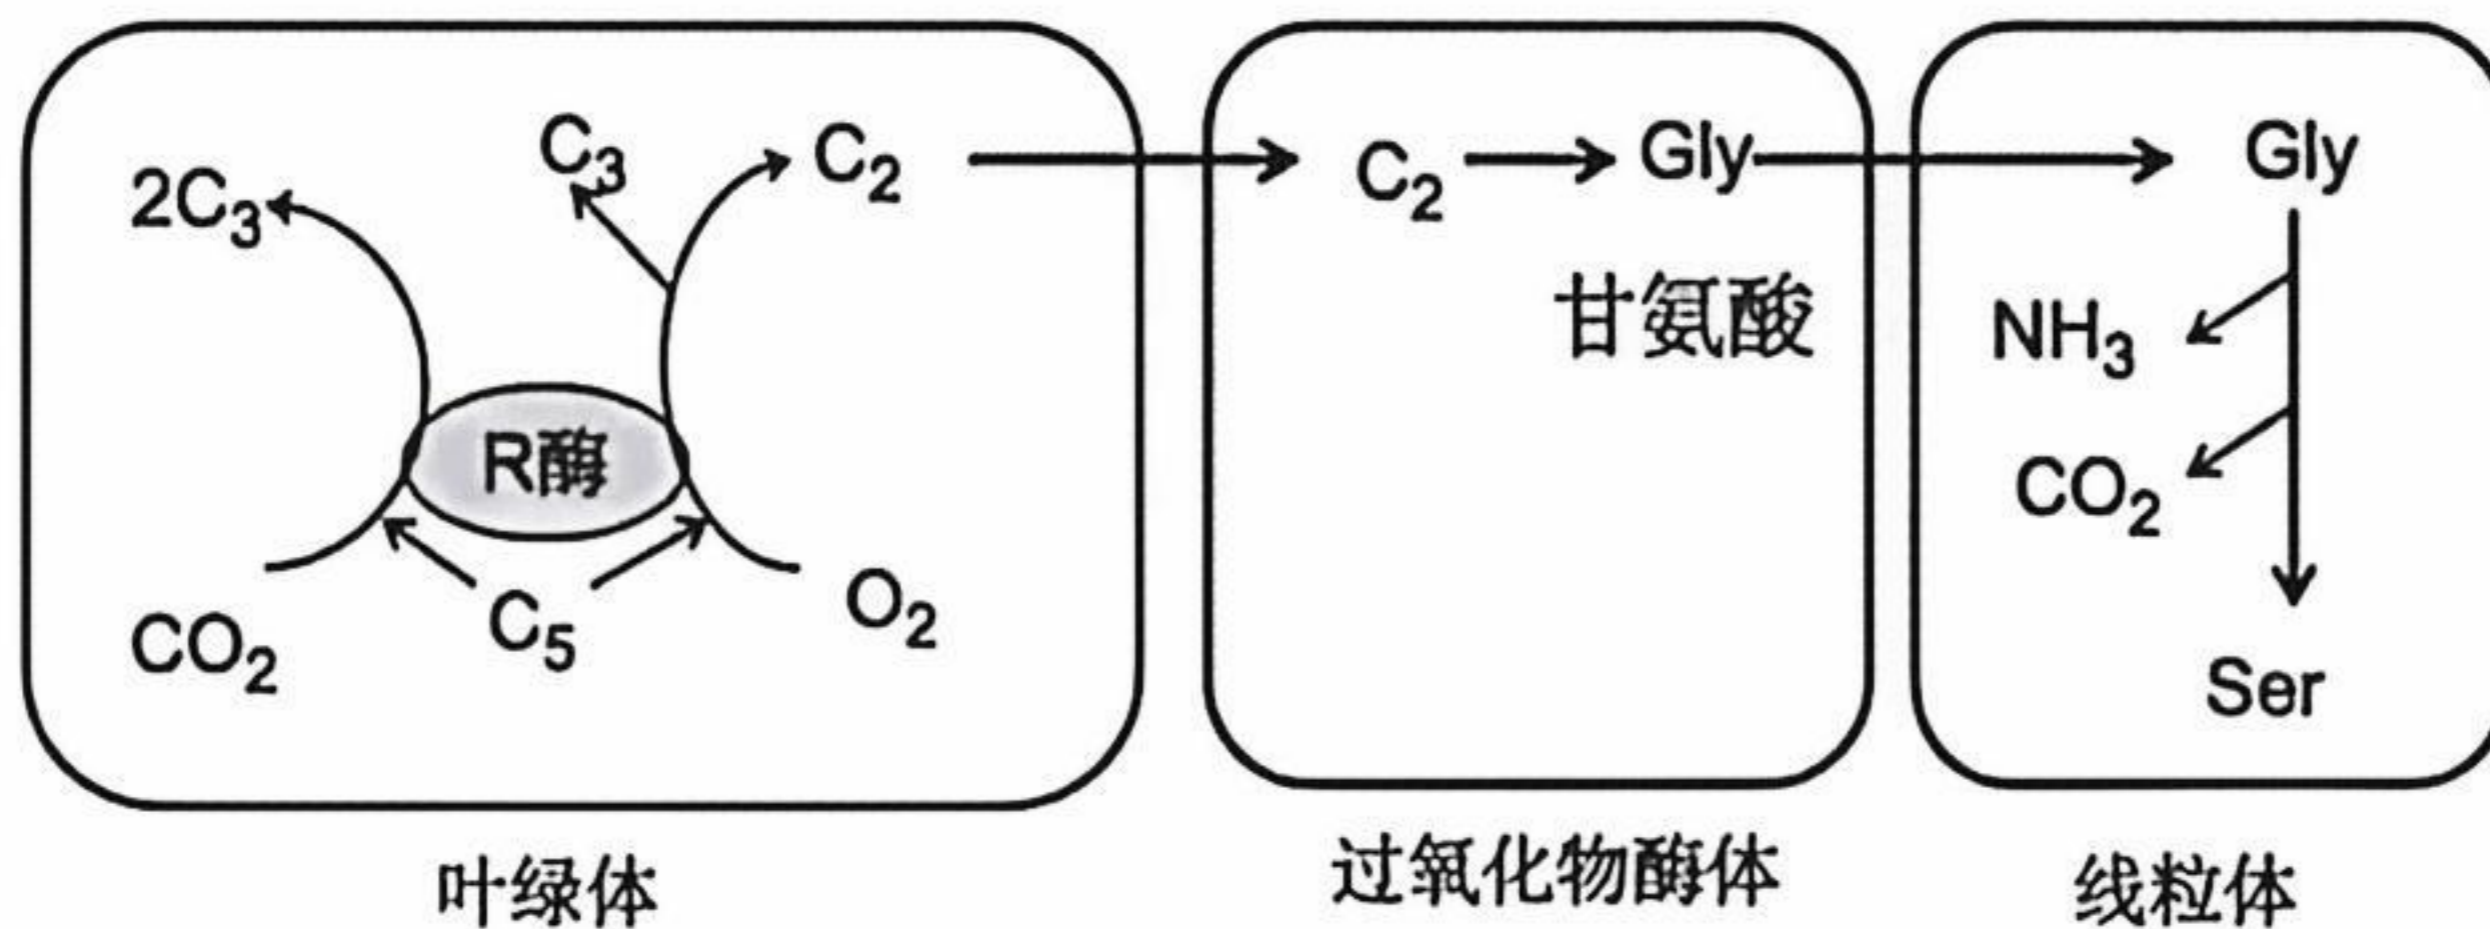 C₃
C₂
C₂
Gly
Gly
2C₃
甘氨酸
NH₃
R酶
CO₂
C₅
O₂
CO₂
Ser
叶绿体
过氧化物酶体
线粒体